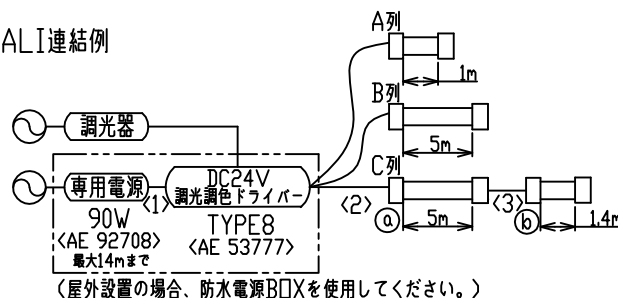 ALI連結例
A列
1m
B列
5m
C列
調光器
専用電源
<1>
DC24V
調光調色ドライバー
90W
<AE 92708>
最大14mまで
TYPE8
<AE 53777>
<2>
a
5m
<3>
b
1.4m
(屋外設置の場合、防水電源BOXを使用してください。)